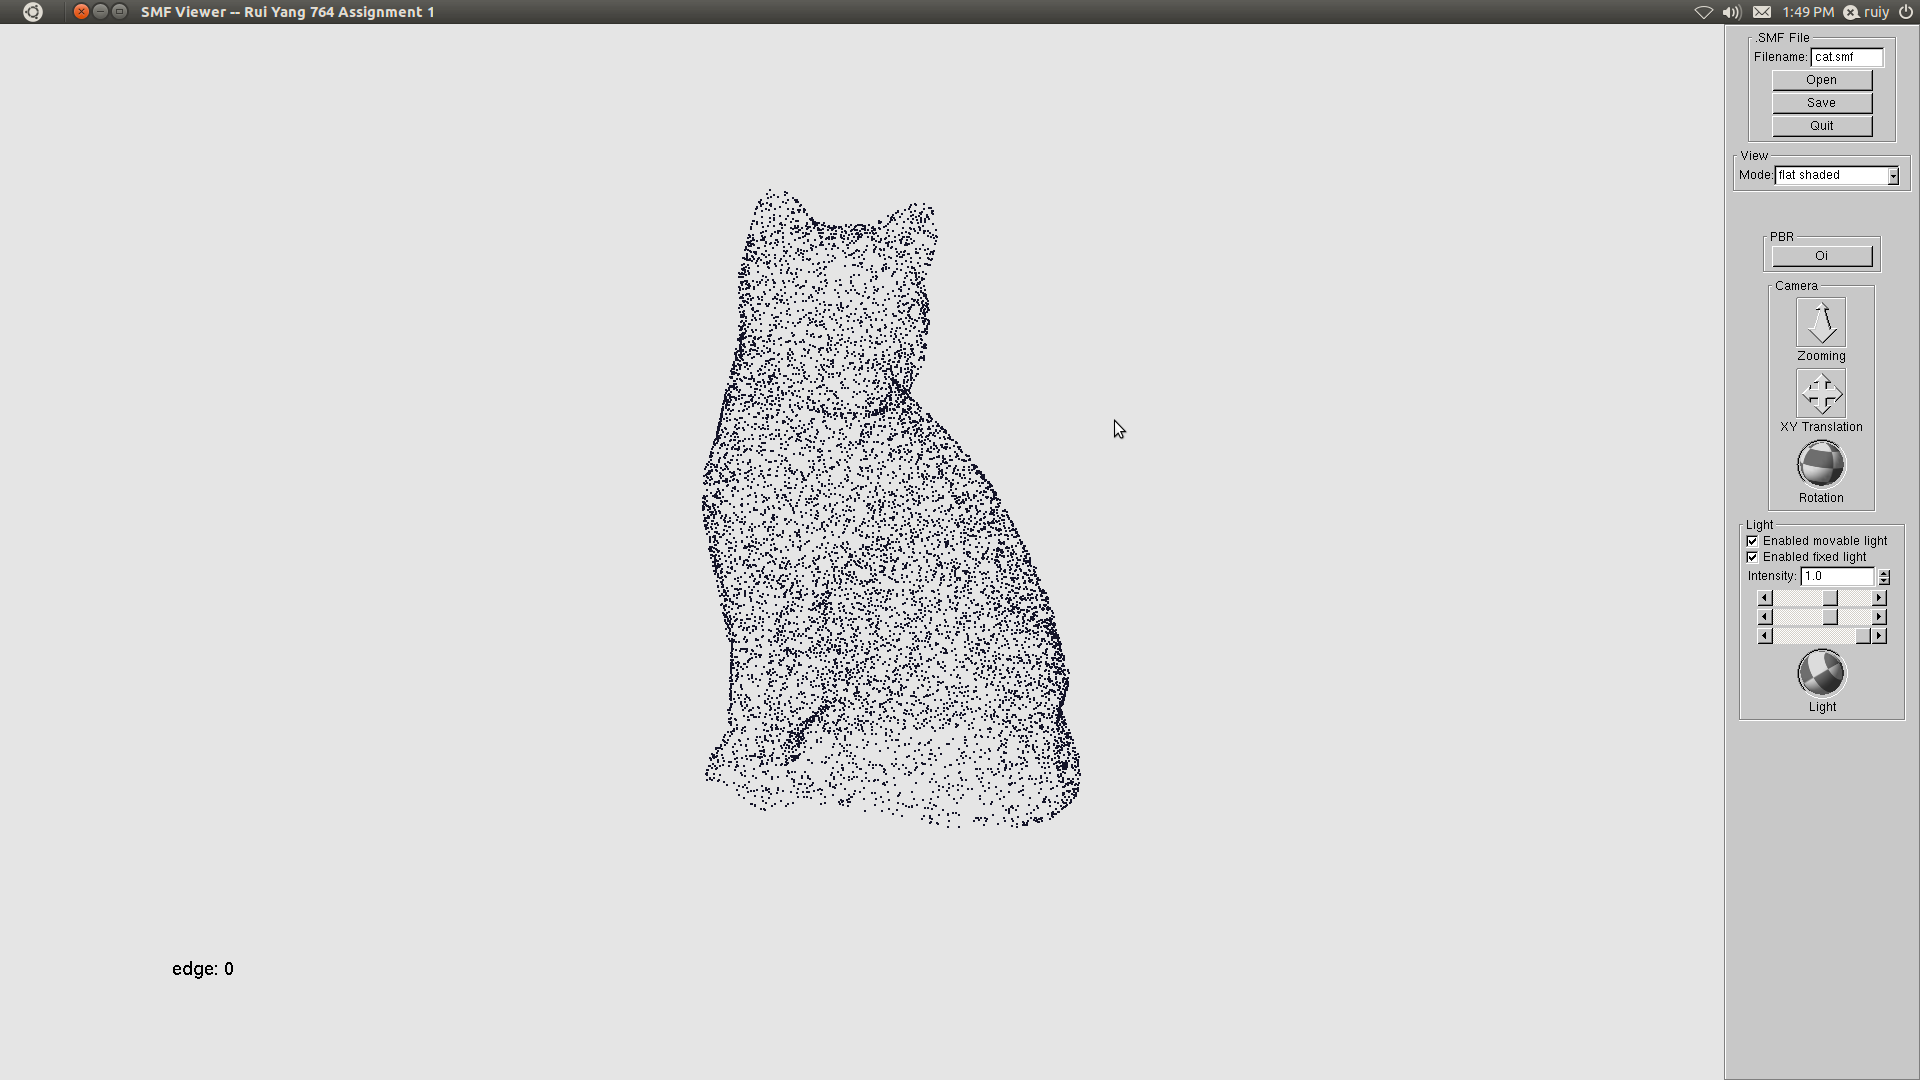 SMF Viewer -- Rui Yang 764 Assignment 1
1:49 PM
ruiy
.SMF File
Filename: cat.smf
Open
Save
Quit
View
Mode: flat shaded
PBR
Oi
Camera
Zooming
XY Translation
Rotation
Light
Enabled movable light
Enabled fixed light
Intensity: 1.0
Light
edge: 0